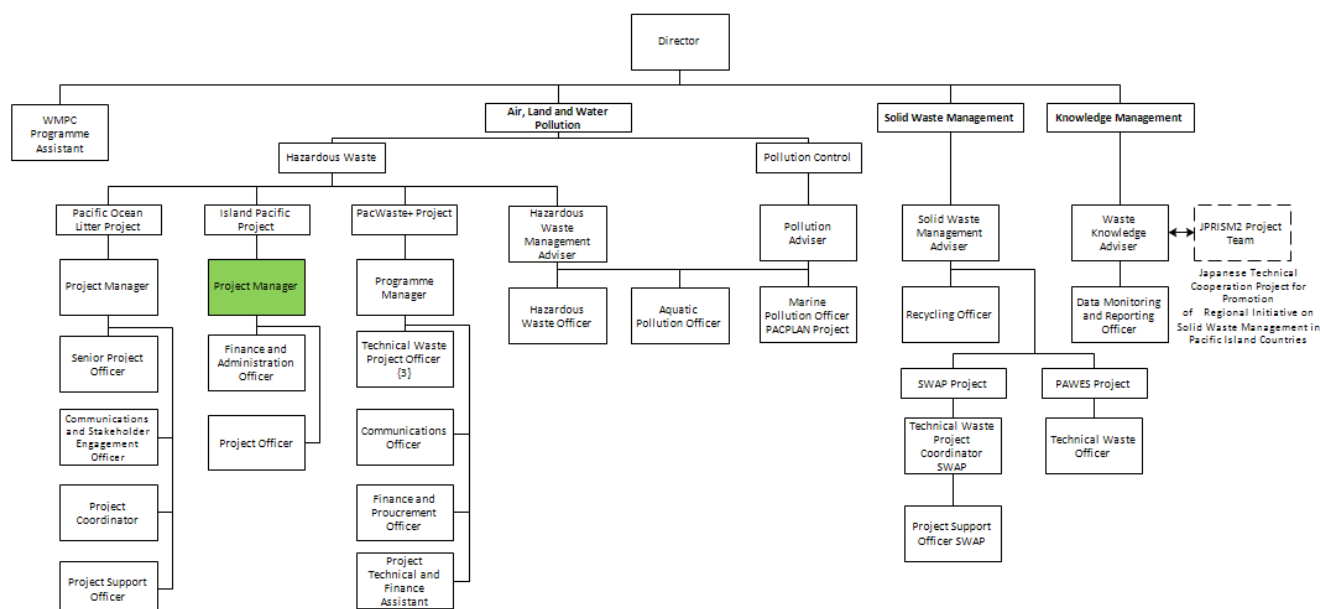 Director
WMPC
Programme
Assistant
Air, Land and Water
Pollution
Solid Waste Management
Knowledge Management
Hazardous Waste
Pollution Control
Pacific Ocean
Litter Project
Island Pacific
Project
PacWaste+ Project
Hazardous
Waste
Management
Adviser
Pollution
Adviser
Solid Waste
Management
Adviser
Waste
Knowledge
Adviser
JPRISM2 Project
Team
Japanese Technical
Cooperation Project for
Promotion
of Regional Initiative on
Solid Waste Management in
Pacific Island Countries
Project Manager
Project Manager
Programme
Manager
Hazardous
Waste Officer
Aquatic
Pollution Officer
Marine
Pollution Officer
PACPLAN Project
Recycling Officer
Data Monitoring
and Reporting
Officer
Senior Project
Officer
Finance and
Administration
Officer
Technical Waste
Project Officer
{3}
SWAP Project
PAWES Project
Communications
and Stakeholder
Engagement
Officer
Project Officer
Communications
Officer
Technical Waste
Project
Coordinator
SWAP
Technical Waste
Officer
Project
Coordinator
Finance and
Proucrement
Officer
Project Support
Officer SWAP
Project Support
Officer
Project
Technical and
Finance
Assistant